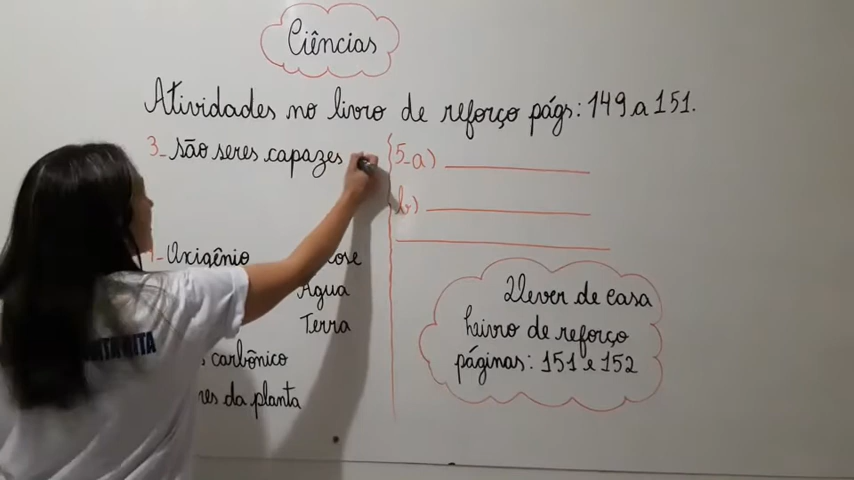 Ciências
Atividades no livro de reforço págs: 149 a 151.
3- são seres capazes
Oxigênio
Água
Terra
carbônico
da planta
5-a)
b)
Dever de casa
Livro de reforço
páginas: 151 e 152